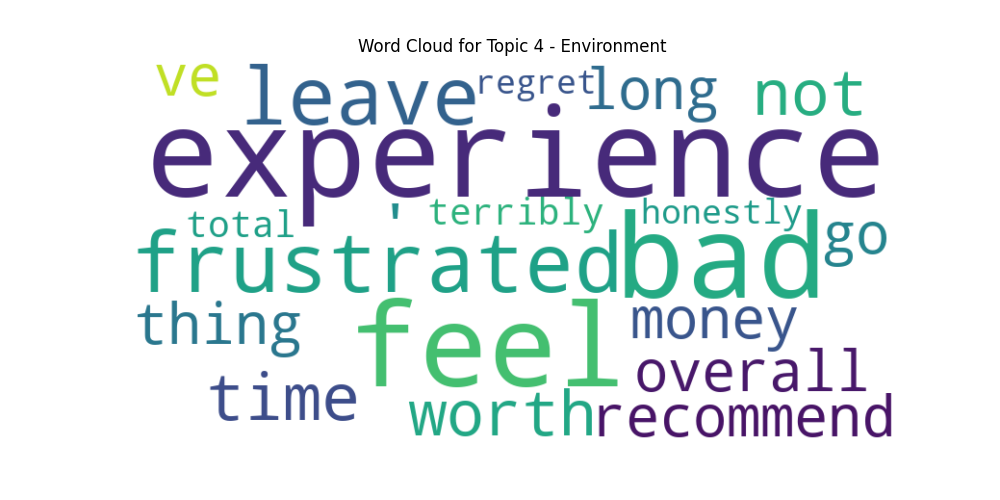 Word Cloud for Topic 4 - Environment
ve leave regret long not
experience
total ' terribly honestly go
frustrated bad
thing feel money
time overall
worth recommend